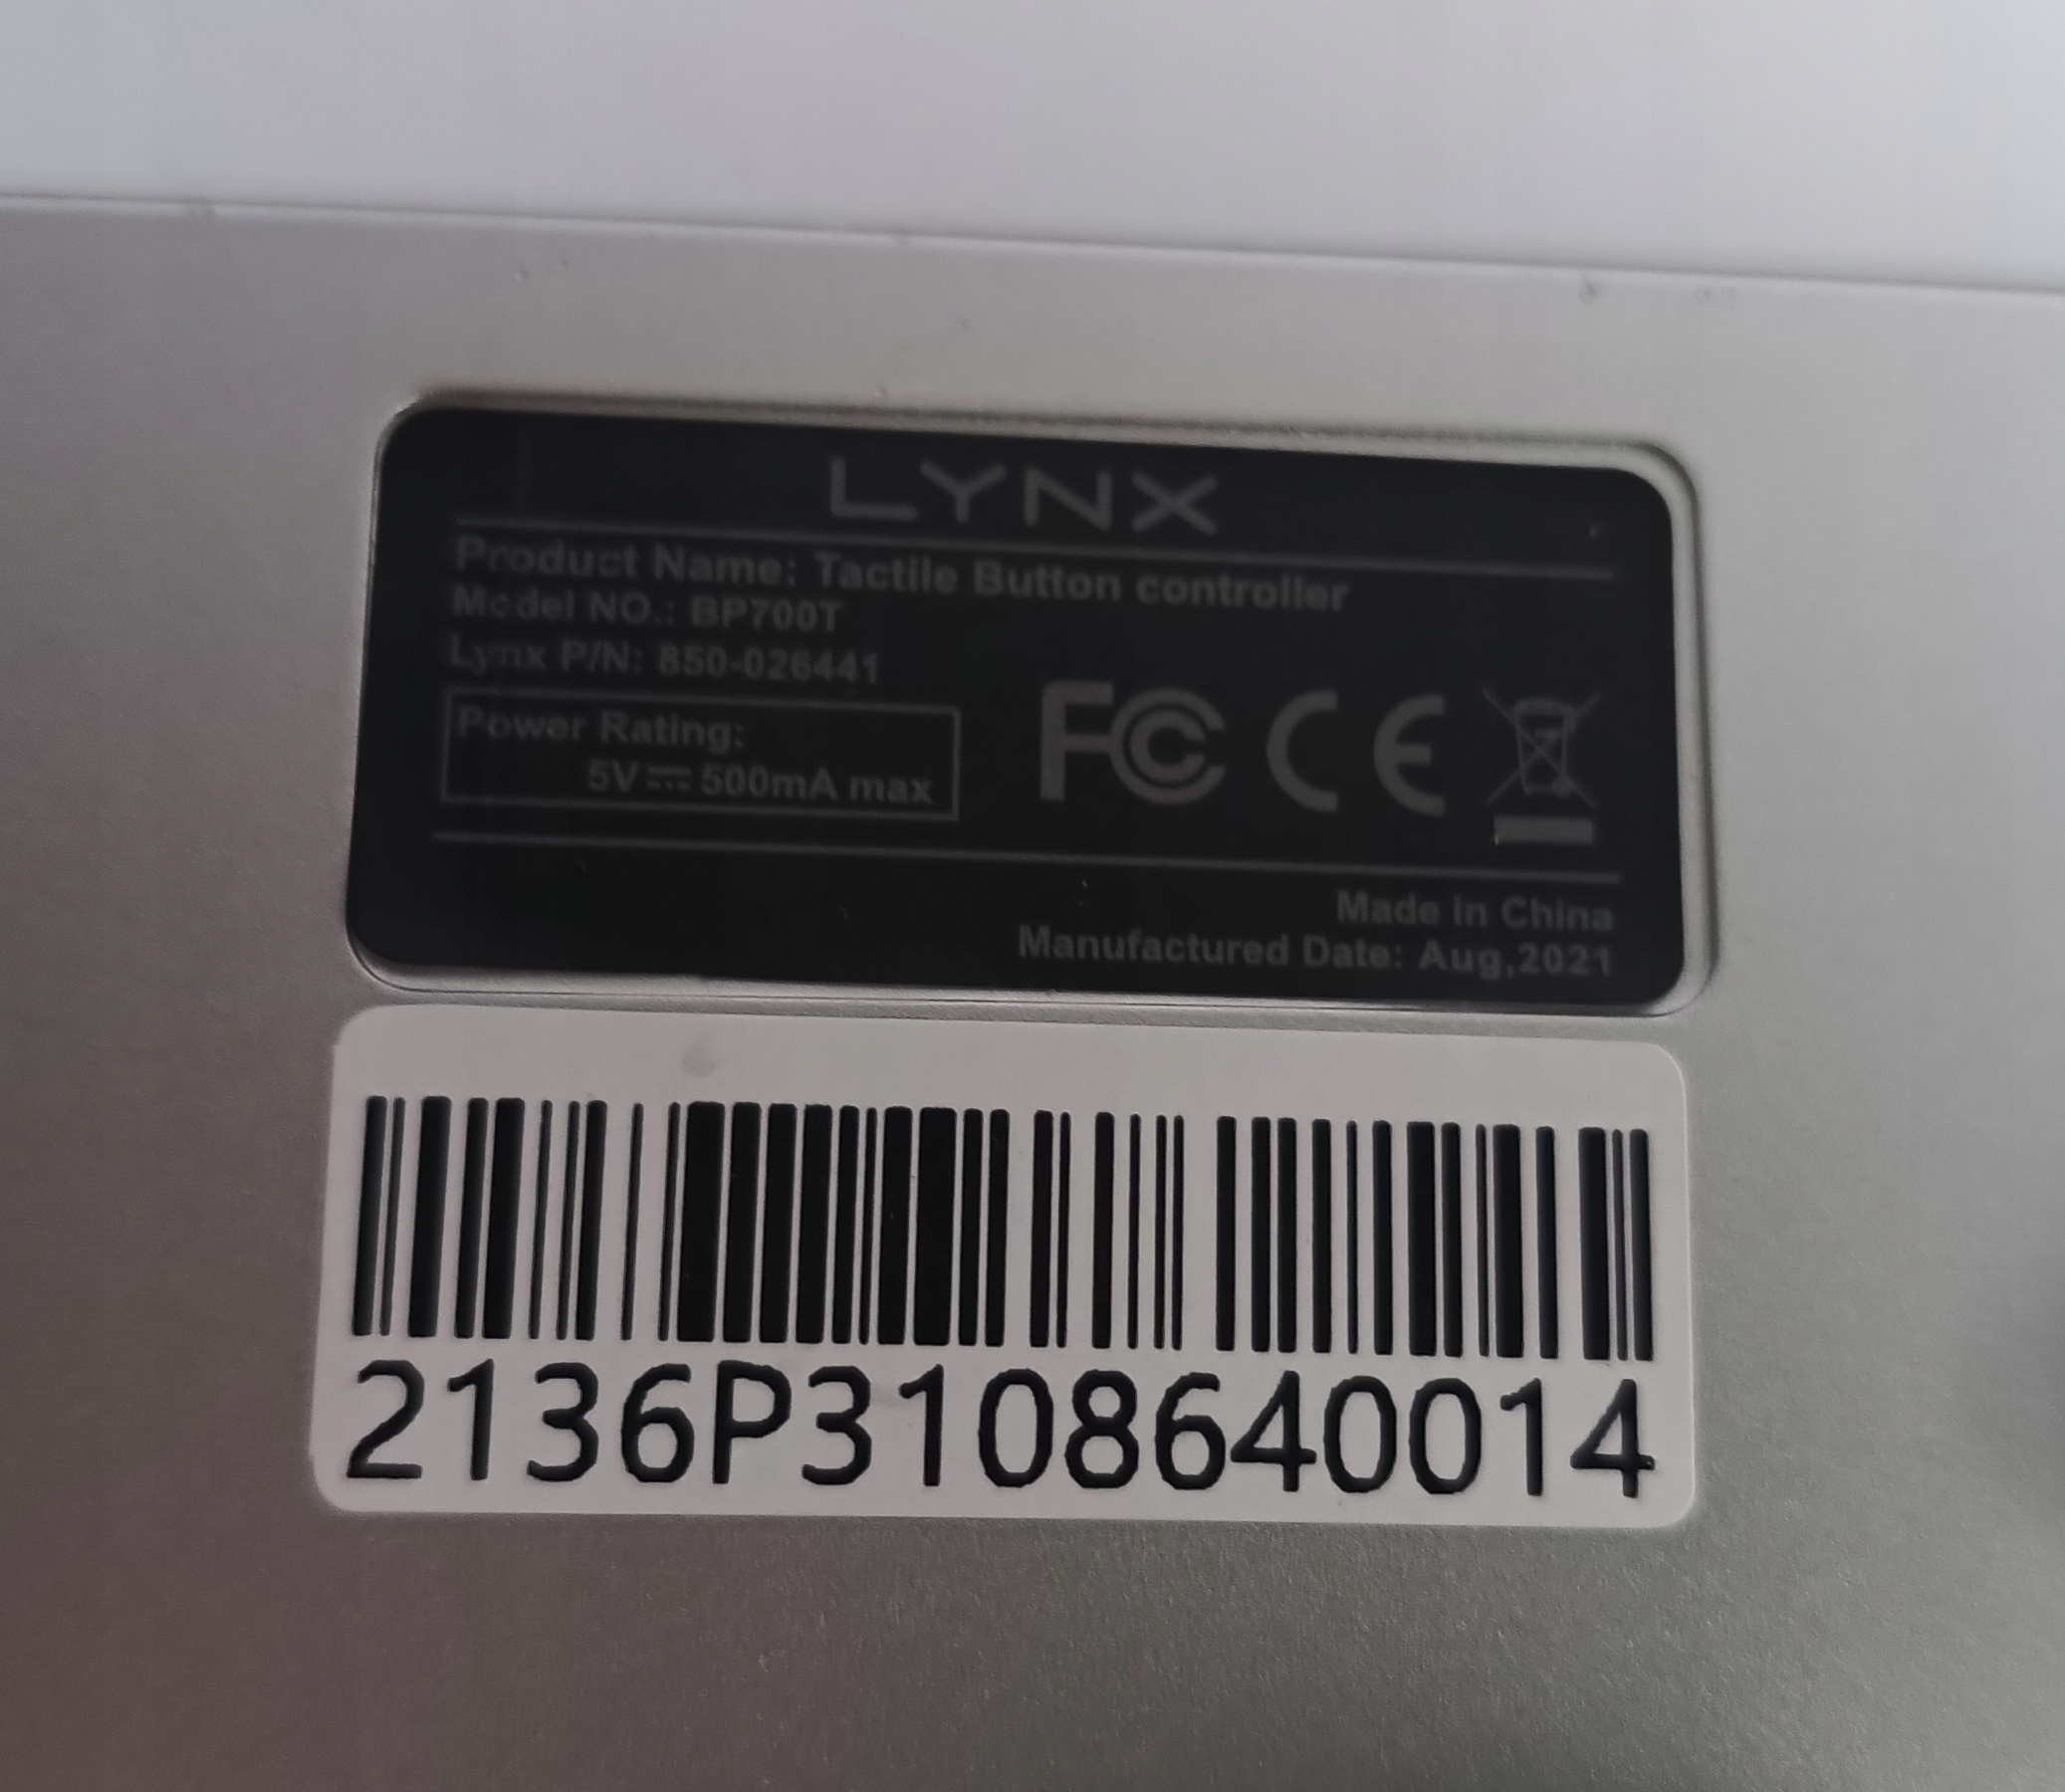 LYNX
Product Name: Tactile Button controller
Model NO.: BP700T
Lynx P/N: 850-026441
Power Rating:
5V⎓500mA max
FC CE
Made in China
Manufactured Date: Aug,2021
2136P3108640014